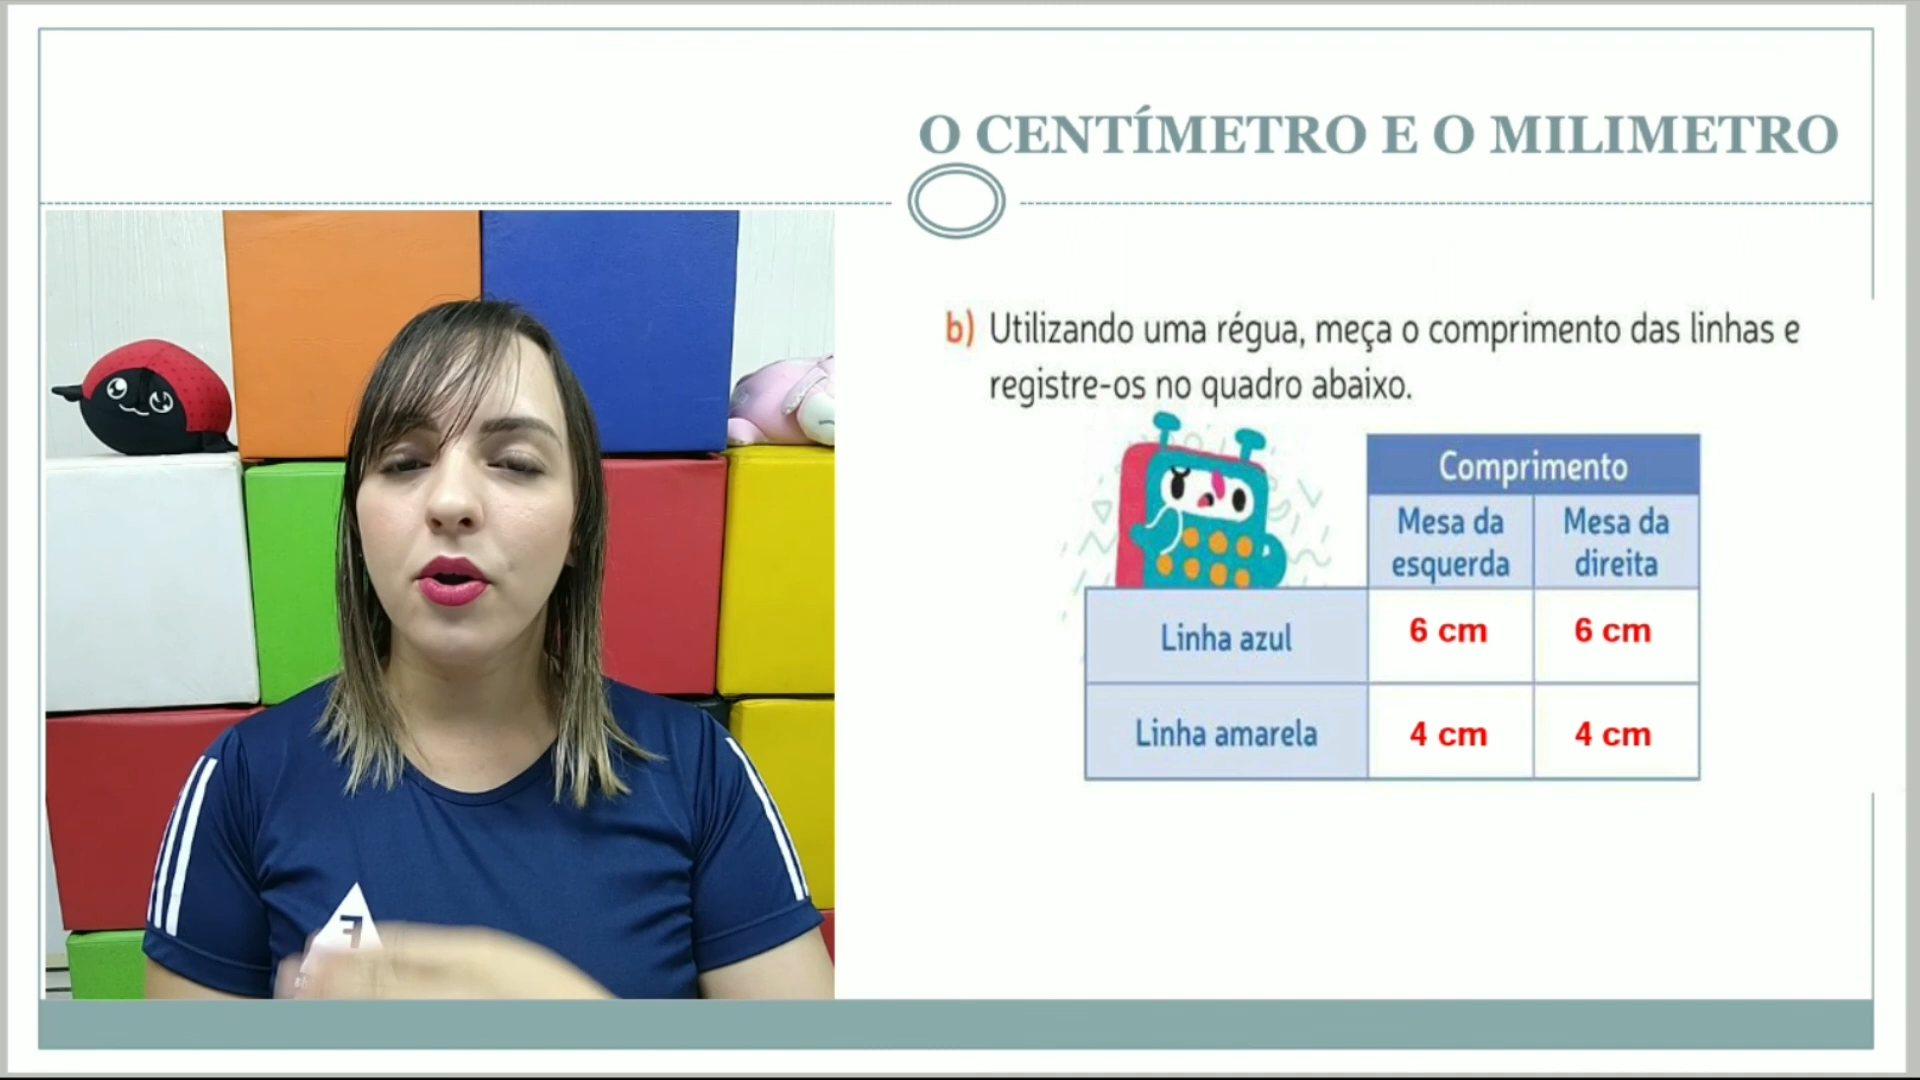 O CENTÍMETRO E O MILIMETRO
b) Utilizando uma régua, meça o comprimento das linhas e
registre-os no quadro abaixo.
Comprimento
Mesa da
esquerda
Mesa da
direita
Linha azul
6 cm
6 cm
Linha amarela
4 cm
4 cm
F